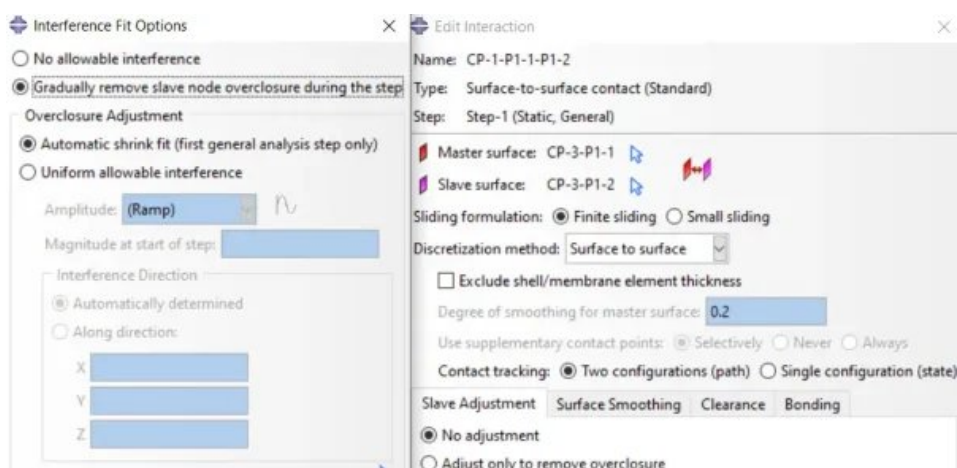 Interference Fit Options
No allowable interference
Gradually remove slave node overclosure during the step
Overclosure Adjustment
Automatic shrink fit (first general analysis step only)
Uniform allowable interference
Amplitude: (Ramp)
Magnitude at start of step:
Interference Direction
Automatically determined
Along direction:
X
Y
Z
Edit Interaction
Name: CP-1-P1-1-P1-2
Type: Surface-to-surface contact (Standard)
Step: Step-1 (Static, General)
Master surface: CP-3-P1-1
Slave surface: CP-3-P1-2
Sliding formulation: Finite sliding Small sliding
Discretization method: Surface to surface
Exclude shell/membrane element thickness
Degree of smoothing for master surface: 0.2
Use supplementary contact points: Selectively Never Always
Contact tracking: Two configurations (path) Single configuration (state)
Slave Adjustment Surface Smoothing Clearance Bonding
No adjustment
Adjust only to remove overclosure